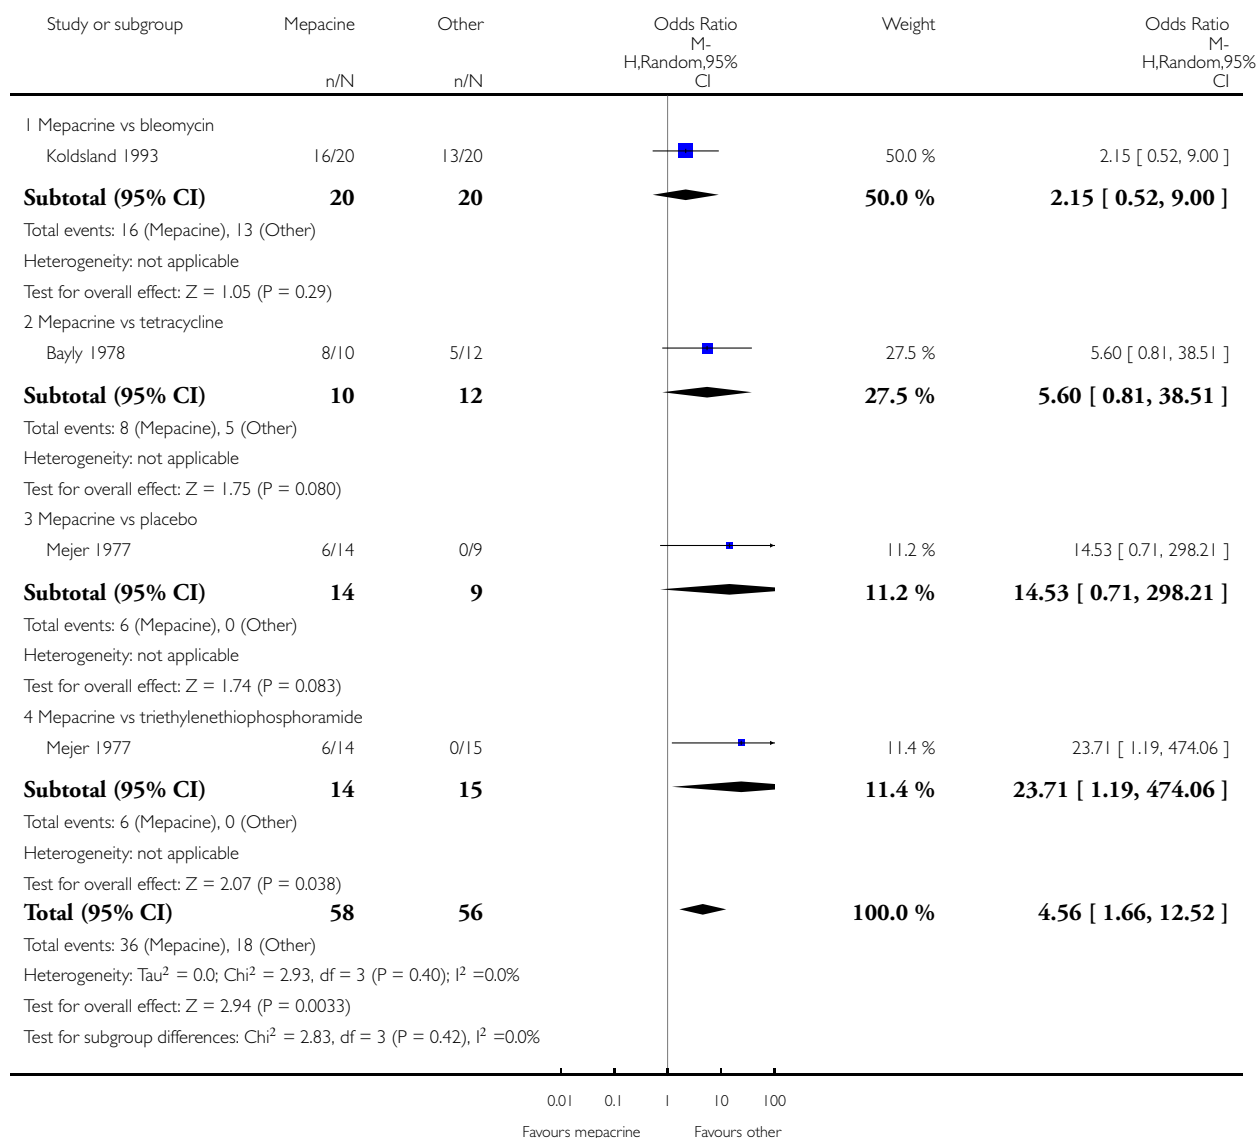 Study or subgroup Mepacine Other Odds Ratio Weight Odds Ratio
M- M-
H,Random,95% H,Random,95%
n/N n/N CI CI
1 Mepacrine vs bleomycin
Koldsland 1993 16/20 13/20 50.0 % 2.15 [ 0.52, 9.00 ]
Subtotal (95% CI) 20 20 50.0 % 2.15 [ 0.52, 9.00 ]
Total events: 16 (Mepacine), 13 (Other)
Heterogeneity: not applicable
Test for overall effect: Z = 1.05 (P = 0.29)
2 Mepacrine vs tetracycline
Bayly 1978 8/10 5/12 27.5 % 5.60 [ 0.81, 38.51 ]
Subtotal (95% CI) 10 12 27.5 % 5.60 [ 0.81, 38.51 ]
Total events: 8 (Mepacine), 5 (Other)
Heterogeneity: not applicable
Test for overall effect: Z = 1.75 (P = 0.080)
3 Mepacrine vs placebo
Mejer 1977 6/14 0/9 11.2 % 14.53 [ 0.71, 298.21 ]
Subtotal (95% CI) 14 9 11.2 % 14.53 [ 0.71, 298.21 ]
Total events: 6 (Mepacine), 0 (Other)
Heterogeneity: not applicable
Test for overall effect: Z = 1.74 (P = 0.083)
4 Mepacrine vs triethylenethiophosphoramide
Mejer 1977 6/14 0/15 11.4 % 23.71 [ 1.19, 474.06 ]
Subtotal (95% CI) 14 15 11.4 % 23.71 [ 1.19, 474.06 ]
Total events: 6 (Mepacine), 0 (Other)
Heterogeneity: not applicable
Test for overall effect: Z = 2.07 (P = 0.038)
Total (95% CI) 58 56 100.0 % 4.56 [ 1.66, 12.52 ]
Total events: 36 (Mepacine), 18 (Other)
Heterogeneity: Tau² = 0.0; Chi² = 2.93, df = 3 (P = 0.40); I² =0.0%
Test for overall effect: Z = 2.94 (P = 0.0033)
Test for subgroup differences: Chi² = 2.83, df = 3 (P = 0.42), I² =0.0%
0.01 0.1 1 10 100
Favours mepacrine Favours other